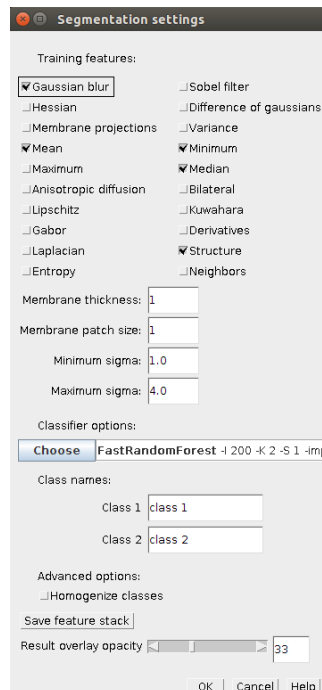 Segmentation settings
Training features:
Gaussian blur Sobel filter
Hessian Difference of gaussians
Membrane projections Variance
Mean Minimum
Maximum Median
Anisotropic diffusion Bilateral
Lipschitz Kuwahara
Gabor Derivatives
Laplacian Structure
Entropy Neighbors
Membrane thickness: 1
Membrane patch size: 1
Minimum sigma: 1.0
Maximum sigma: 4.0
Classifier options:
Choose FastRandomForest -I 200 -K 2 -S 1 -imp
Class names:
Class 1 class 1
Class 2 class 2
Advanced options:
Homogenize classes
Save feature stack
Result overlay opacity 33
OK Cancel Help